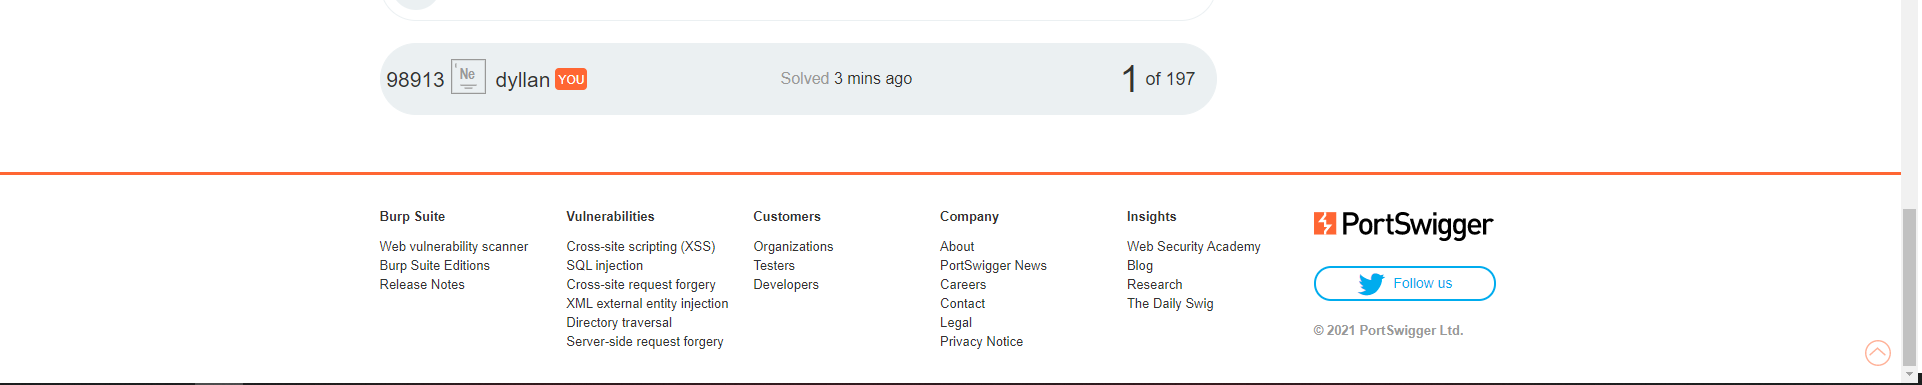 98913 Ne dyllan YOU Solved 3 mins ago 1 of 197
Burp Suite
Web vulnerability scanner
Burp Suite Editions
Release Notes
Vulnerabilities
Cross-site scripting (XSS)
SQL injection
Cross-site request forgery
XML external entity injection
Directory traversal
Server-side request forgery
Customers
Organizations
Testers
Developers
Company
About
PortSwigger News
Careers
Contact
Legal
Privacy Notice
Insights
Web Security Academy
Blog
Research
The Daily Swig
PortSwigger
Follow us
© 2021 PortSwigger Ltd.